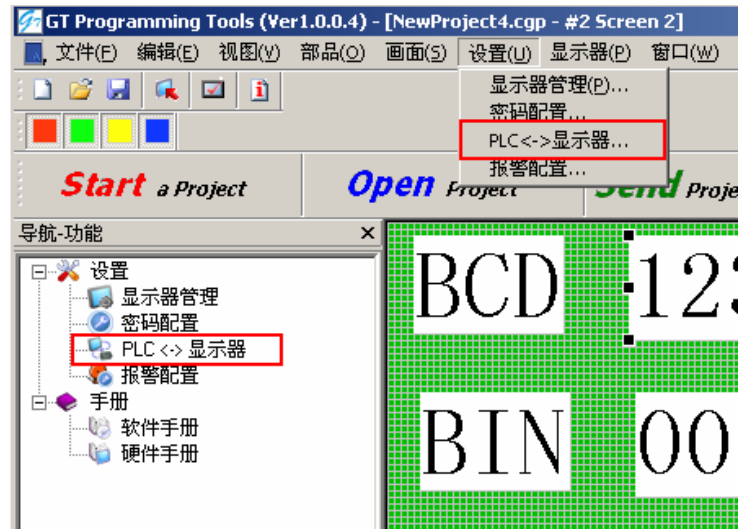 GT Programming Tools (Ver1.0.0.4) - [NewProject4.cgp - #2 Screen 2]
文件(F) 编辑(E) 视图(V) 部品(O) 画面(S) 设置(U) 显示器(P) 窗口(W)
显示器管理(P)...
密码配置...
PLC<->显示器...
报警配置...
Start a Project Open Project Send Proje
导航-功能
设置
显示器管理
密码配置
PLC <-> 显示器
报警配置
手册
软件手册
硬件手册
BCD 123
BIN 00